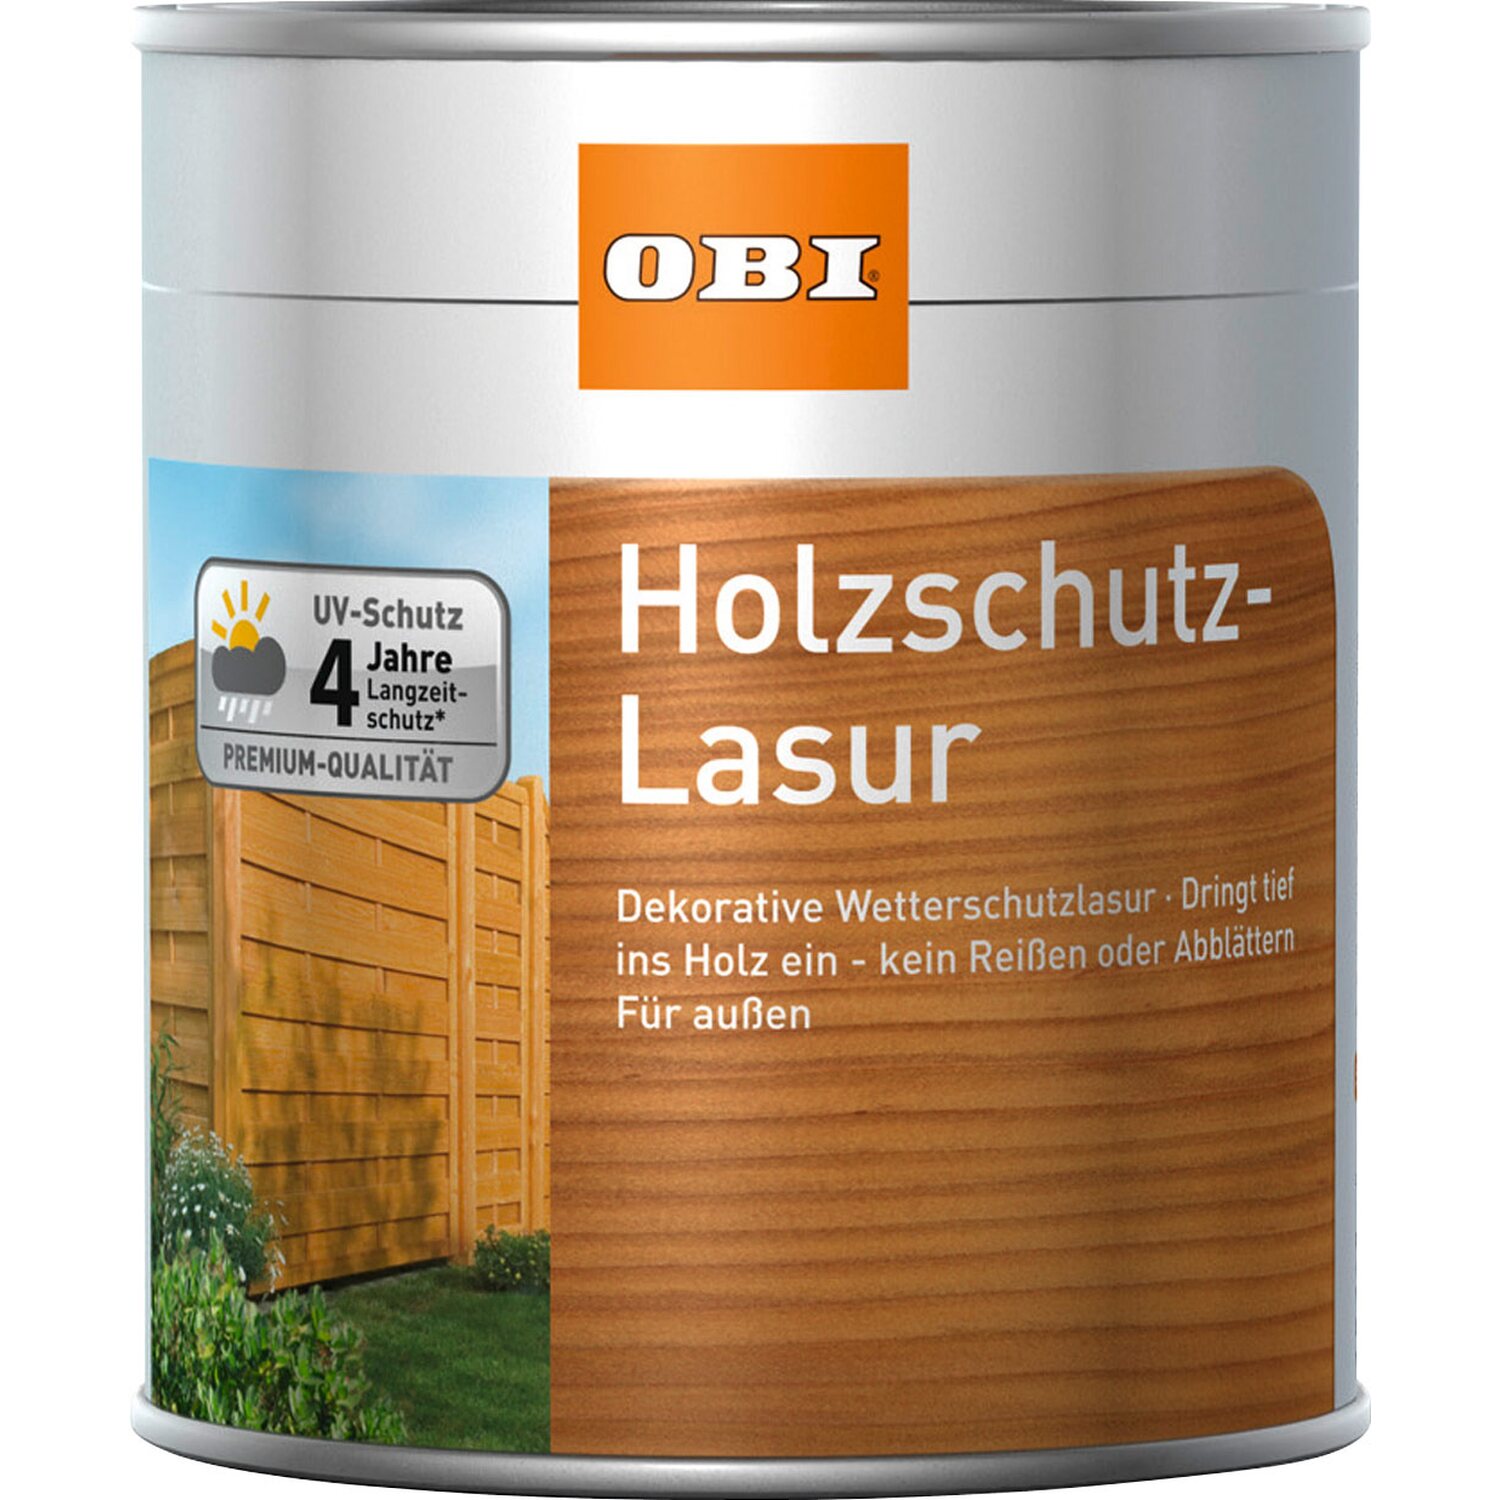 OBI®
UV-Schutz
4 Jahre
Langzeit-
schutz*
PREMIUM-QUALITÄT
Holzschutz-
Lasur
Dekorative Wetterschutzlasur · Dringt tief
ins Holz ein - kein Reißen oder Abblättern
Für außen